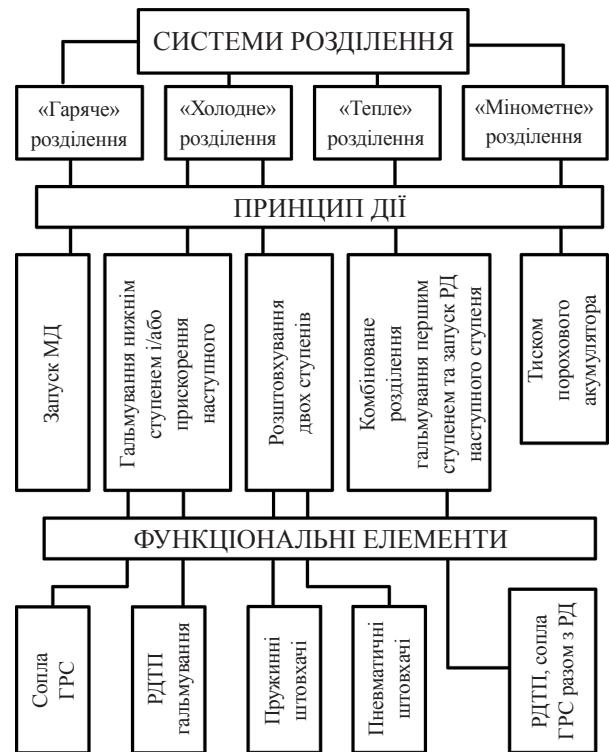 СИСТЕМИ РОЗДІЛЕННЯ
«Гаряче»
розділення
«Холодне»
розділення
«Тепле»
розділення
«Мінометне»
розділення
ПРИНЦИП ДІЇ
Запуск МД
Гальмування нижнім
ступенем і/або
прискорення
наступного
Розштовхування
двох ступенів
Комбіноване
розділення
гальмування першим
ступенем та запуск РД
наступного ступеня
Тиском
порохового
акумулятора
ФУНКЦІОНАЛЬНІ ЕЛЕМЕНТИ
Сопла
ГРС
РДТП
гальмування
Пружинні
штовхачі
Пневматичні
штовхачі
РДТП, сопла
ГРС разом з РД